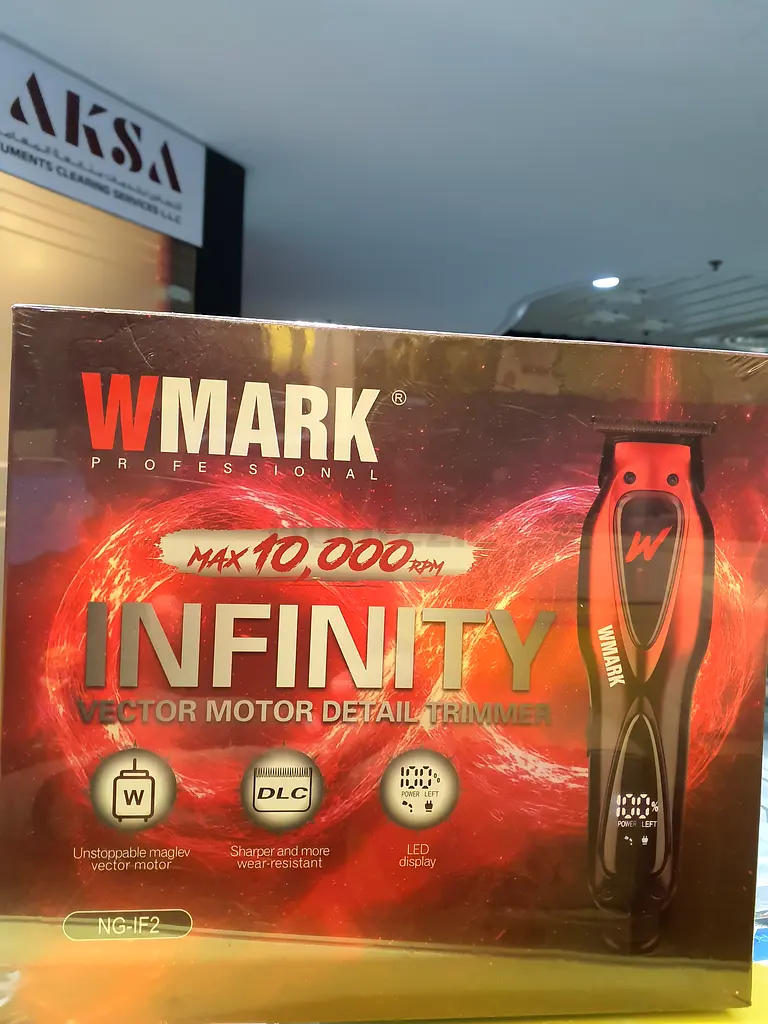 AKSA
UMENTS CLEARING SERVICES L.L.C
WMARK®
PROFESSIONAL
MAX 10,000 RPM
INFINITY
VECTOR MOTOR DETAIL TRIMMER
W
DLC
100%
POWER LEFT
Unstoppable maglev
vector motor
Sharper and more
wear-resistant
LED
display
NG-IF2
W
WMARK
100%
POWER LEFT